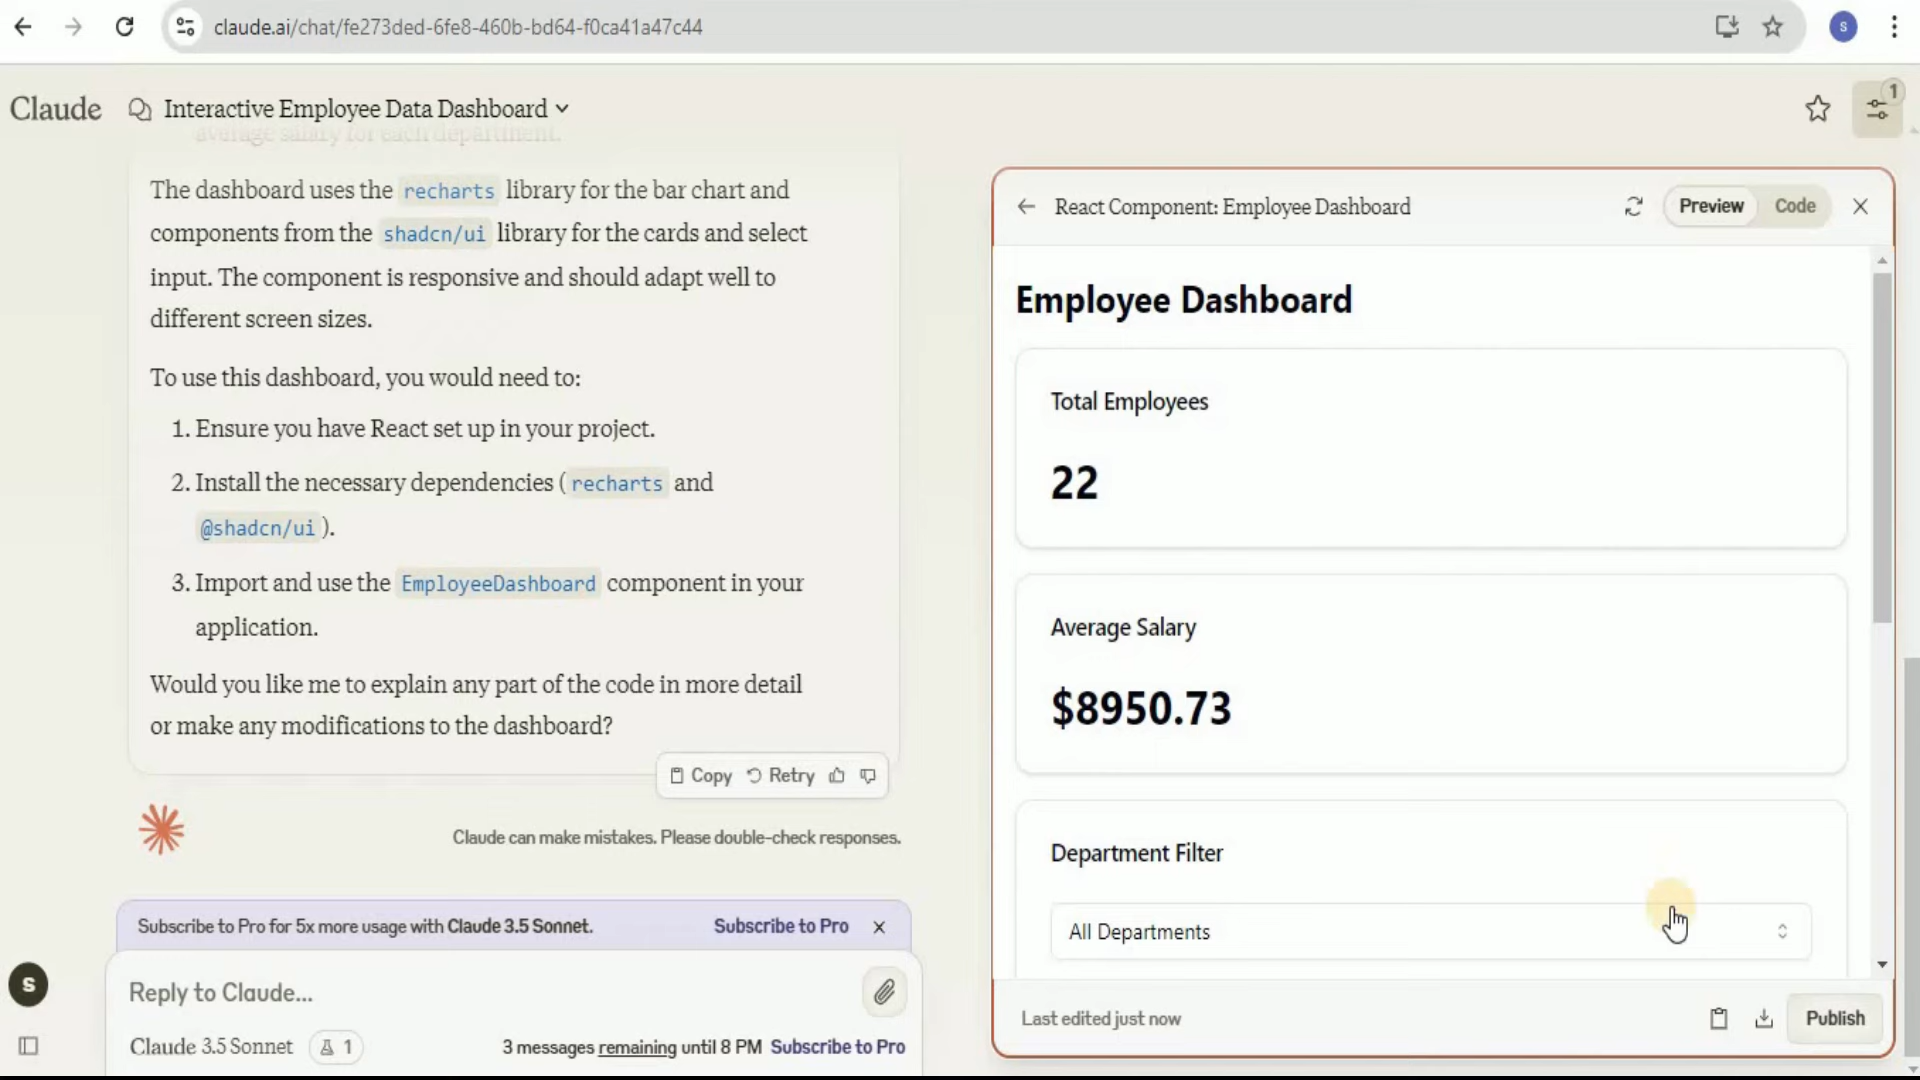 claude.ai/chat/fe273ded-6fe8-460b-bd64-f0ca41a47c44
S
Claude
Interactive Employee Data Dashboard
1
average salary for each department.
The dashboard uses the recharts library for the bar chart and
components from the shadcn/ui library for the cards and select
input. The component is responsive and should adapt well to
different screen sizes.
To use this dashboard, you would need to:
1. Ensure you have React set up in your project.
2. Install the necessary dependencies ( recharts and
@shadcn/ui ).
3. Import and use the EmployeeDashboard component in your
application.
Would you like me to explain any part of the code in more detail
or make any modifications to the dashboard?
Copy Retry
Claude can make mistakes. Please double-check responses.
Subscribe to Pro for 5x more usage with Claude 3.5 Sonnet. Subscribe to Pro
S
Reply to Claude...
Claude 3.5 Sonnet 1 3 messages remaining until 8 PM Subscribe to Pro
React Component: Employee Dashboard Preview Code
Employee Dashboard
Total Employees
22
Average Salary
$8950.73
Department Filter
All Departments
Last edited just now Publish